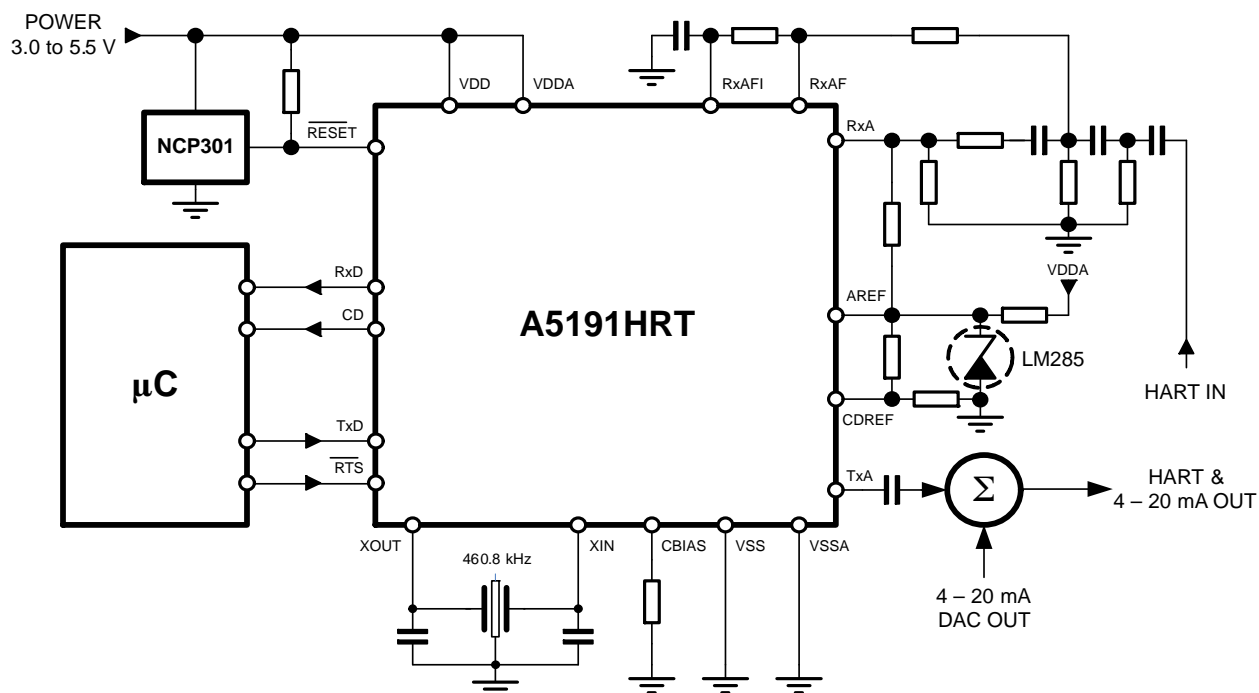 POWER
3.0 to 5.5 V
VDD
VDDA
RxAFI
RxAF
NCP301
RESET
RxA
RxD
CD
μC
TxD
RTS
A5191HRT
AREF
VDDA
LM285
CDREF
HART IN
TxA
Σ
HART &
4 – 20 mA OUT
XOUT
XIN
CBIAS
VSS
VSSA
460.8 kHz
4 – 20 mA
DAC OUT